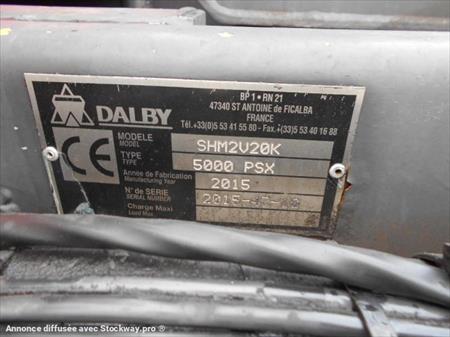 BP 1 • RN 21
47340 ST ANTOINE de FICALBA
FRANCE
DALBY
Tél.+33(0)5 53 41 55 80 - Fax.+(33)5 53 40 16 88
MODELE SHM2V20K
MODEL
TYPE 5000 PSX
TYPE
Année de Fabrication 2015
Manufacturing Year
N° de SERIE 2015-
SERIAL NUMBER
Charge Maxi
Load Max
CE
Annonce diffusée avec Stockway.pro ®